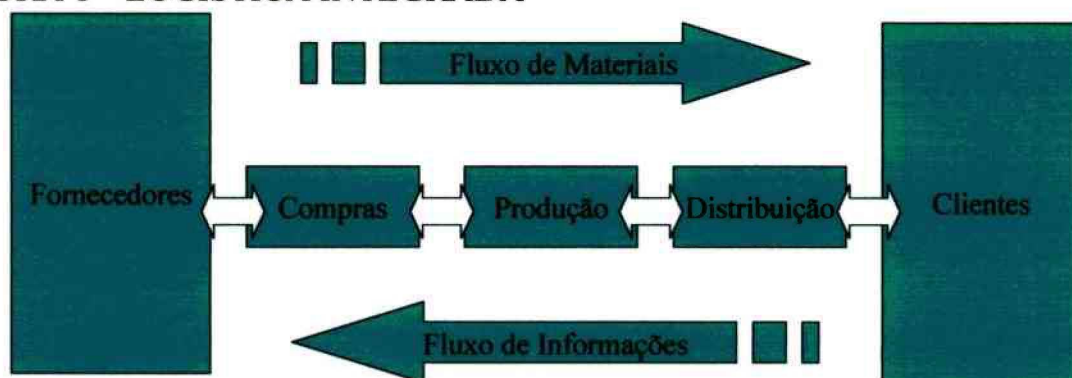 Fluxo de Materiais
Fornecedores
Compras
Produção
Distribuição
Clientes
Fluxo de Informações